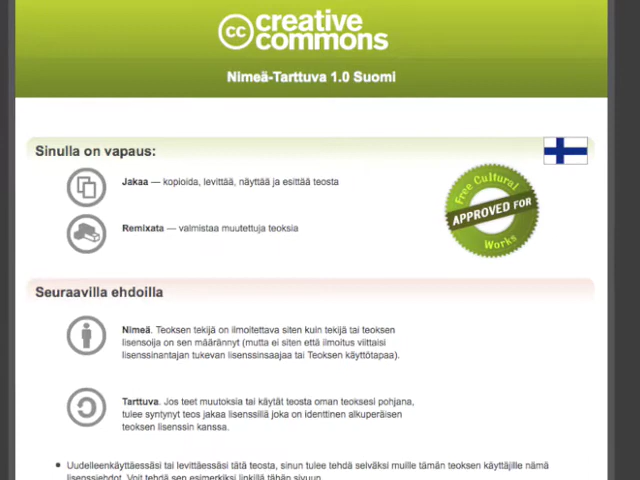 cc creative
commons
Nimeä-Tarttuva 1.0 Suomi
Sinulla on vapaus:
Jakaa — kopioida, levittää, näyttää ja esittää teosta
Remixata — valmistaa muutettuja teoksia
Free Cultural
APPROVED FOR
Works
Seuraavilla ehdoilla
Nimeä. Teoksen tekijä on ilmoitettava siten kuin tekijä tai teoksen
lisensoija on sen määrännyt (mutta ei siten että ilmoitus viittaisi
lisenssinantajan tukevan lisenssinsaajaa tai Teoksen käyttötapaa).
Tarttuva. Jos teet muutoksia tai käytät teosta oman teoksesi pohjana,
tulee syntynyt teos jakaa lisenssillä joka on identtinen alkuperäisen
teoksen lisenssin kanssa.
Uudelleenkäyttäessäsi tai levittäessäsi tätä teosta, sinun tulee tehdä selväksi muille tämän teoksen käyttäjille nämä
lisenssiehdot. Voit tehdä sen esimerkiksi linkillä tähän sivuun.